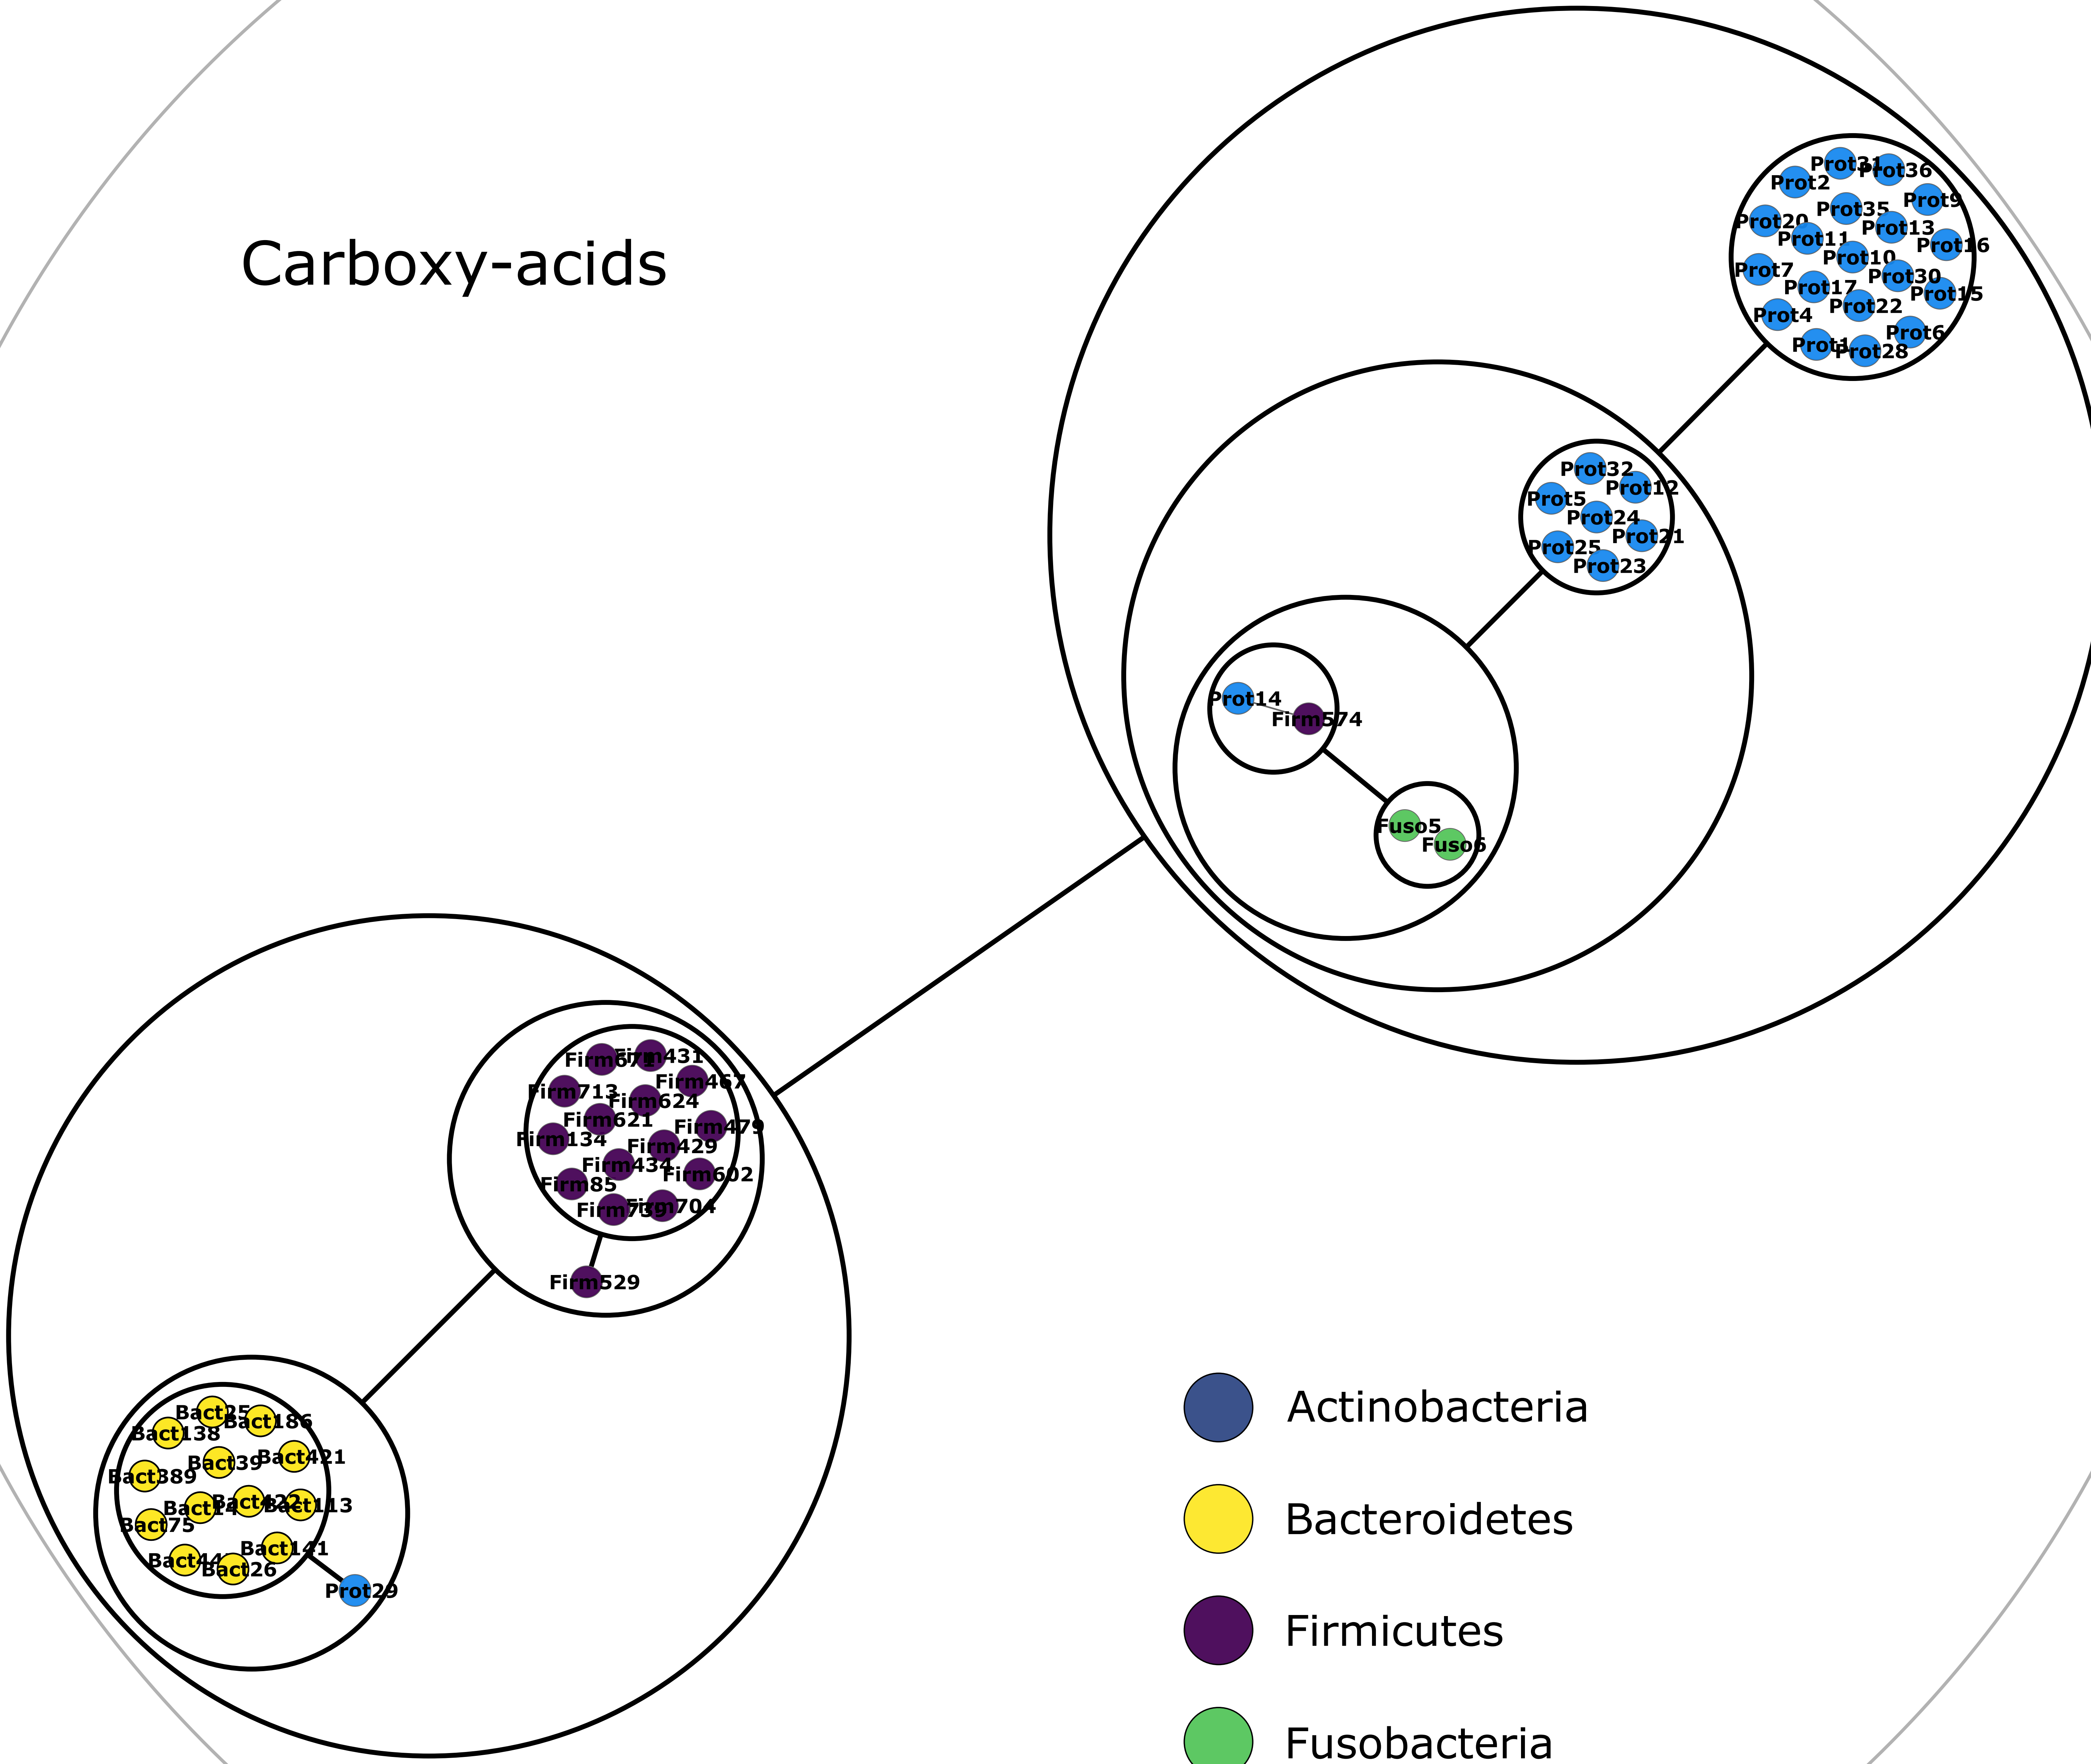 Carboxy-acids
Prot31
Prot36
Prot2
Prot9
Prot35
Prot20
Prot13
Prot11
Prot16
Prot10
Prot7
Prot30
Prot17
Prot15
Prot22
Prot4
Prot6
Prot28
Prot32
Prot12
Prot5
Prot24
Prot21
Prot25
Prot23
Prot14
Firm574
Fuso5
Fuso6
Firm431
Firm467
Firm713
Firm624
Firm621
Firm479
Firm134
Firm429
Firm434
Firm602
Firm85
Firm704
Firm529
Bact25
Bact186
Bact138
Bact421
Bact39
Bact389
Bact422
Bact113
Bact14
Bact75
Bact141
Bact26
Prot29
Actinobacteria
Bacteroidetes
Firmicutes
Fusobacteria